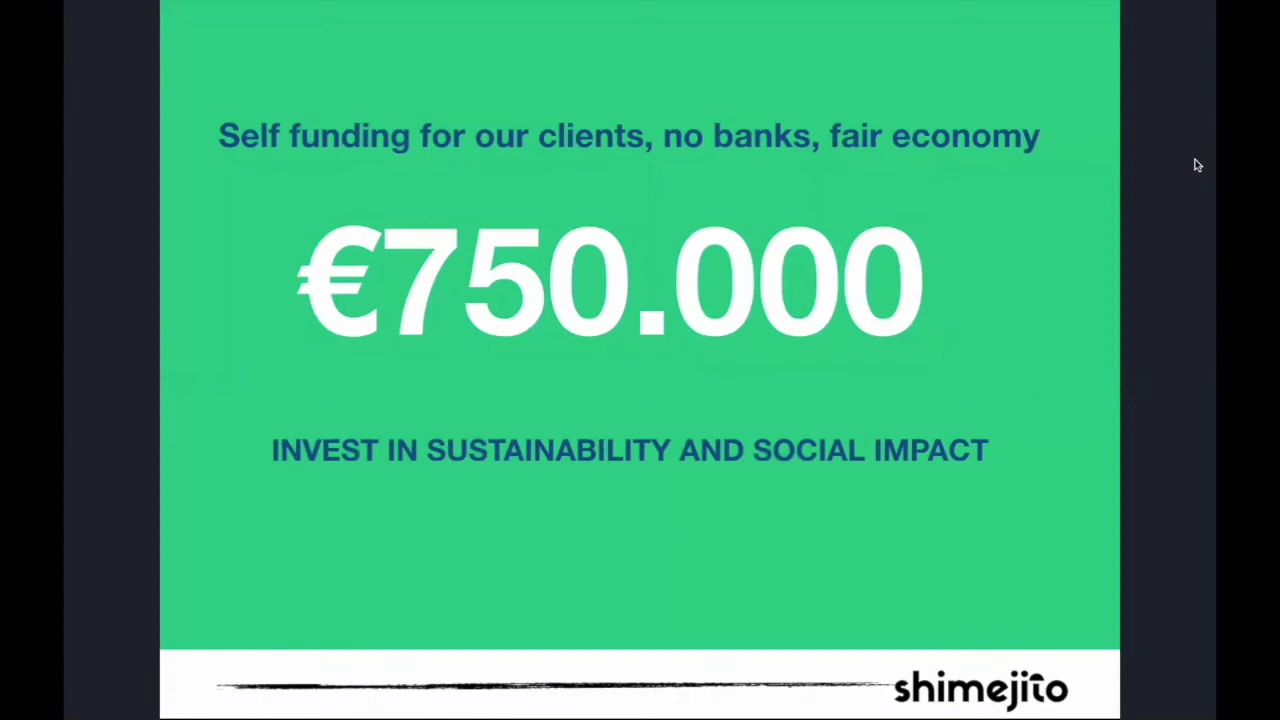 Self funding for our clients, no banks, fair economy
€750.000
INVEST IN SUSTAINABILITY AND SOCIAL IMPACT
shimejito